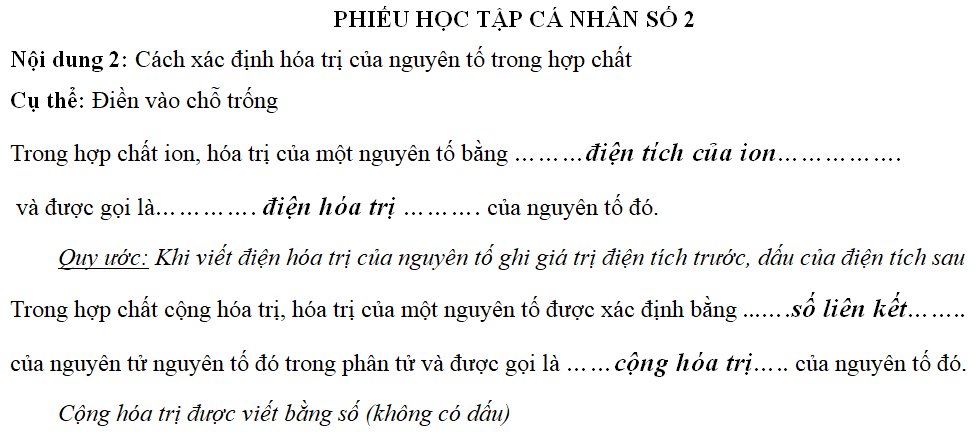 PHIẾU HỌC TẬP CÁ NHÂN SỐ 2
Nội dung 2: Cách xác định hóa trị của nguyên tố trong hợp chất
Cụ thể: Điền vào chỗ trống
Trong hợp chất ion, hóa trị của một nguyên tố bằng ………điện tích của ion…………….
và được gọi là…………. điện hóa trị ………. của nguyên tố đó.
Quy ước: Khi viết điện hóa trị của nguyên tố ghi giá trị điện tích trước, dấu của điện tích sau
Trong hợp chất cộng hóa trị, hóa trị của một nguyên tố được xác định bằng ...….số liên kết……..
của nguyên tử nguyên tố đó trong phân tử và được gọi là ……cộng hóa trị….. của nguyên tố đó.
Cộng hóa trị được viết bằng số (không có dấu)